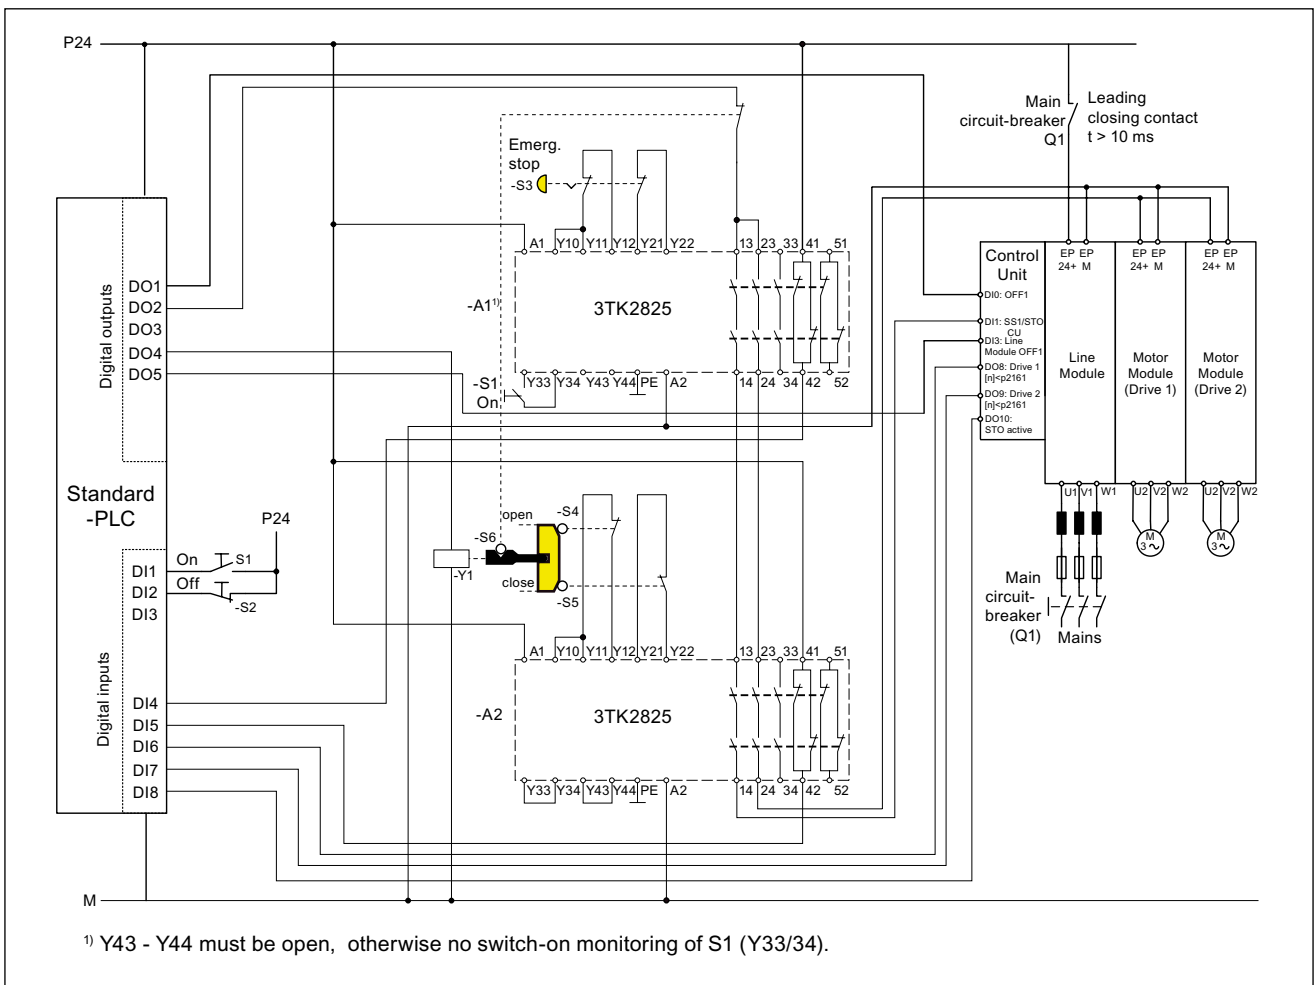 P24
Main
circuit-breaker
Q1
Leading
closing contact
t > 10 ms
Emerg.
stop
-S3
A1 Y10 Y11 Y12 Y21 Y22 13 23 33 41 51
-A1 1)
3TK2825
Y33 Y34 Y43 Y44 PE A2 14 24 34 42 52
-S1
On
Control
Unit
DI0: OFF1
DI1: SS1/STO
CU
DI3: Line
Module OFF1
DO8: Drive 1
[n]<p2161
DO9: Drive 2
[n]<p2161
DO10:
STO active
EP EP
24+ M
EP EP
24+ M
EP EP
24+ M
Line
Module
Motor
Module
(Drive 1)
Motor
Module
(Drive 2)
U1 V1 W1
U2 V2 W2
U2 V2 W2
M
3 ~
M
3 ~
Main
circuit-
breaker
(Q1)
Mains
Digital outputs
DO1
DO2
DO3
DO4
DO5
Standard
-PLC
P24
Digital inputs
DI1
On
S1
DI2
Off
-S2
DI3
DI4
DI5
DI6
DI7
DI8
open
-S4
-S6
-Y1
close
-S5
A1 Y10 Y11 Y12 Y21 Y22 13 23 33 41 51
-A2
3TK2825
Y33 Y34 Y43 Y44 PE A2 14 24 34 42 52
M
1) Y43 - Y44 must be open, otherwise no switch-on monitoring of S1 (Y33/34).